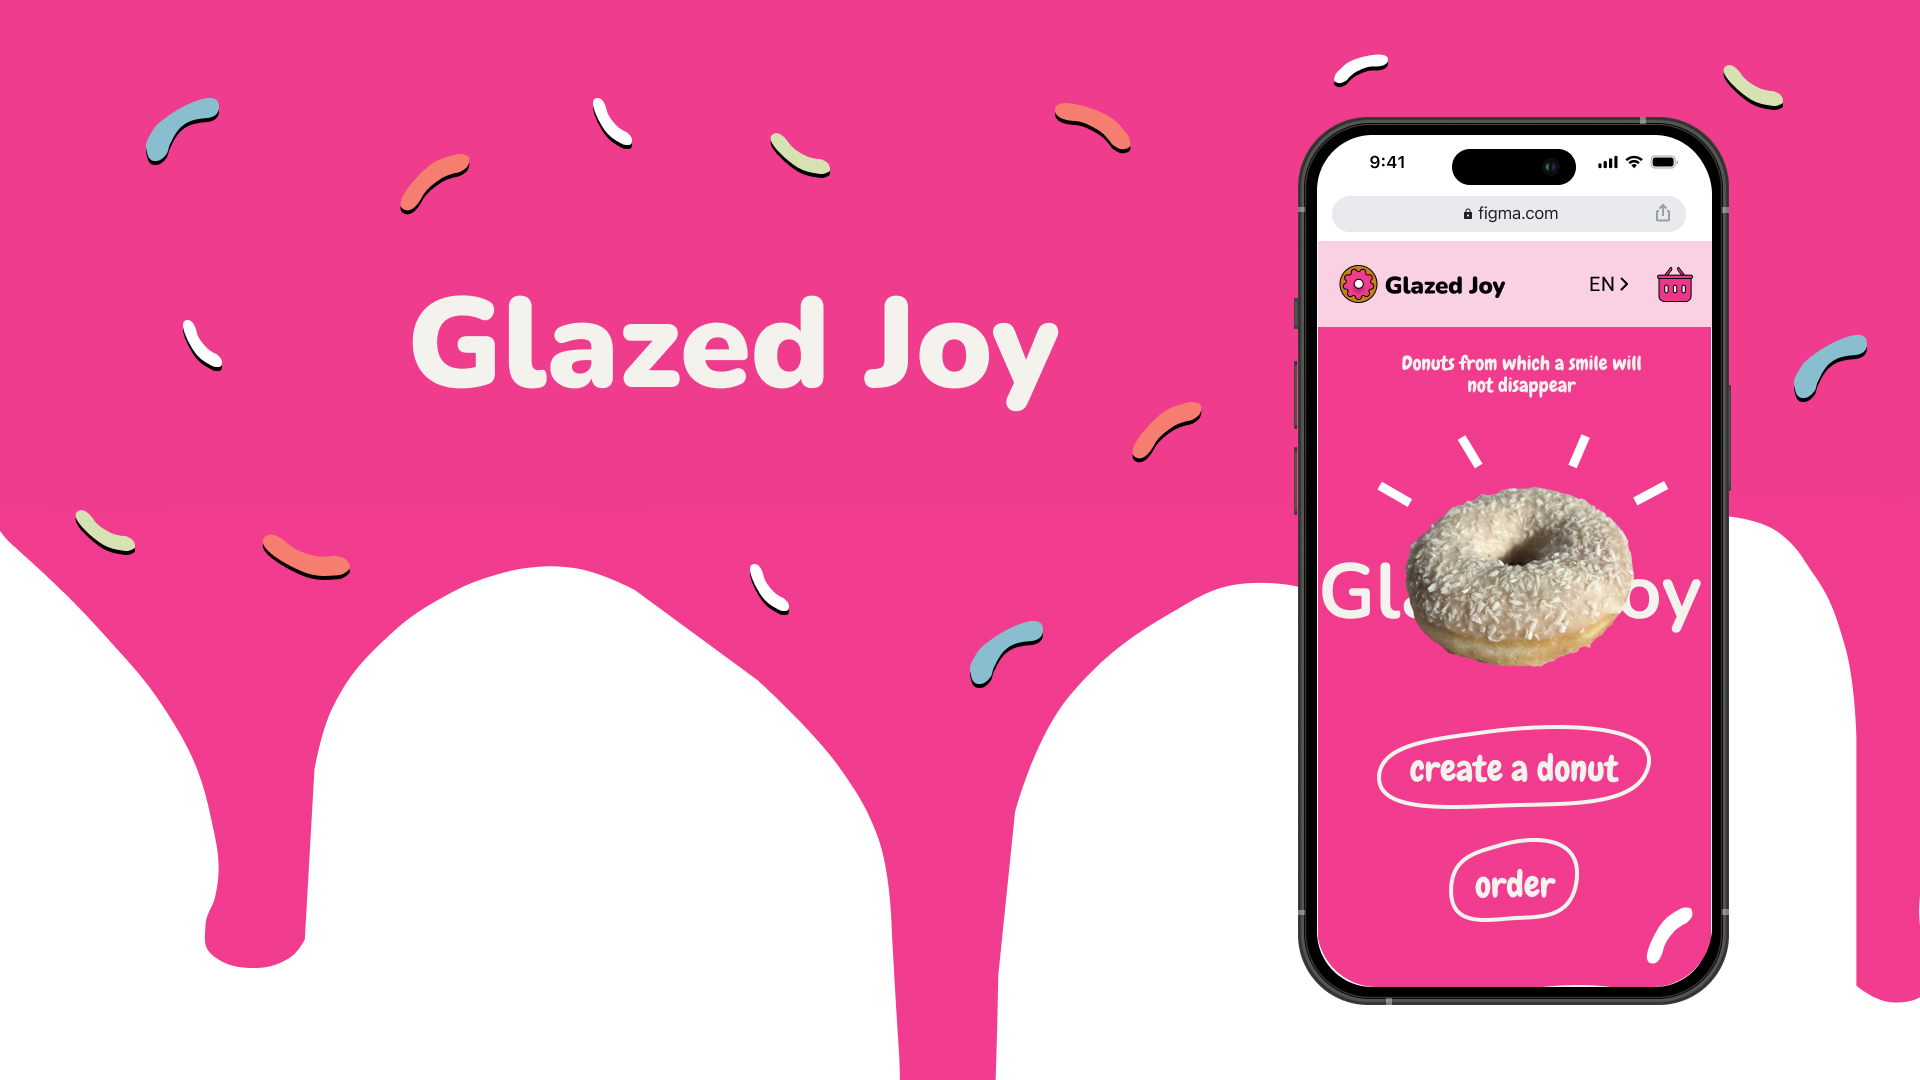 Glazed Joy
9:41
figma.com
Glazed Joy
EN
Donuts from which a smile will
not disappear
Gl oy
create a donut
order